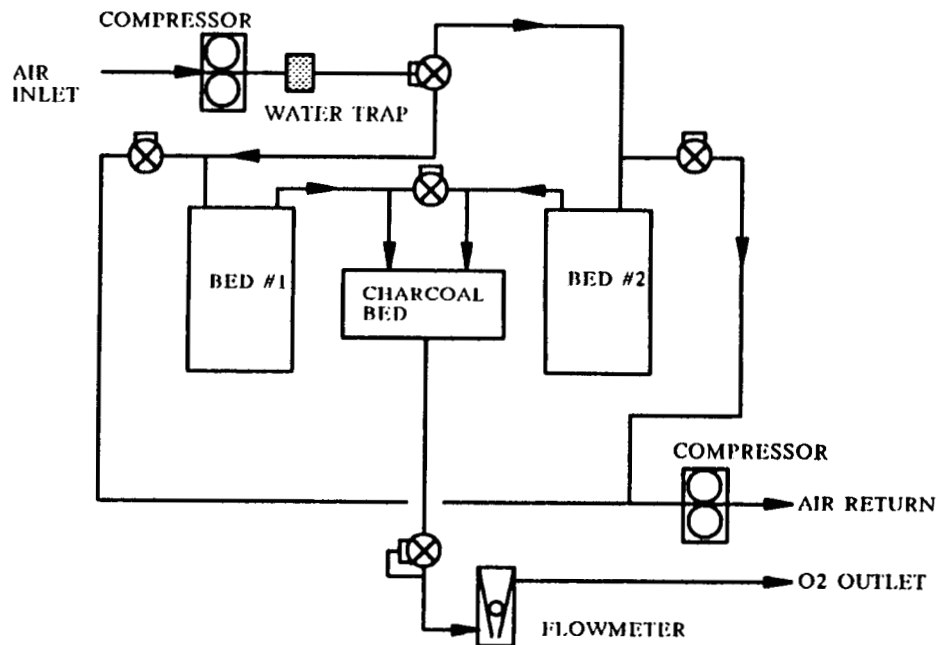 COMPRESSOR
AIR
INLET
WATER TRAP
BED #1
CHARCOAL
BED
BED #2
COMPRESSOR
AIR RETURN
O2 OUTLET
FLOWMETER